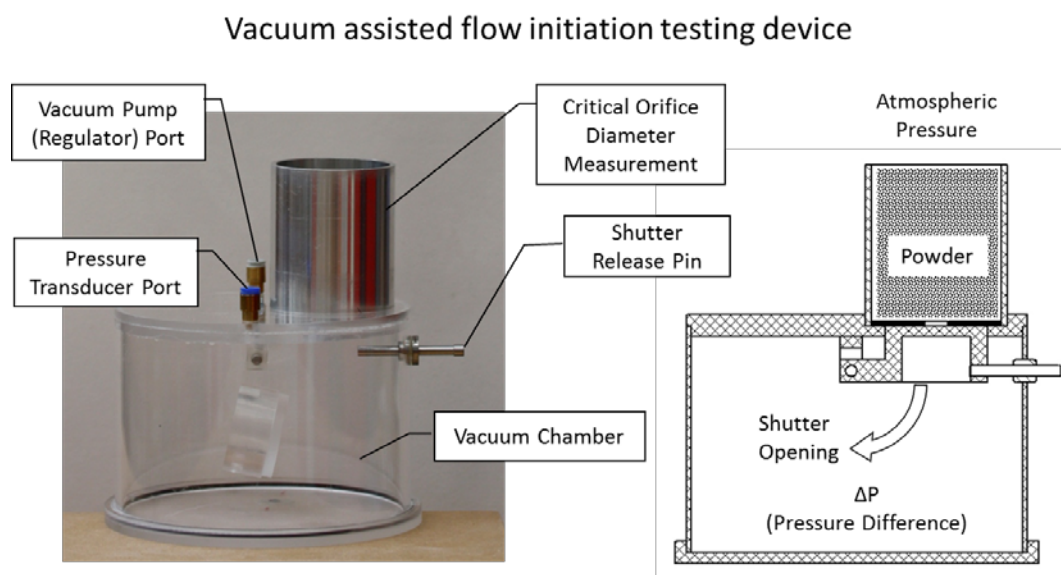 Vacuum assisted flow initiation testing device
Vacuum Pump
(Regulator) Port
Critical Orifice
Diameter
Measurement
Atmospheric
Pressure
Pressure
Transducer Port
Shutter
Release Pin
Powder
Vacuum Chamber
Shutter
Opening
ΔP
(Pressure Difference)